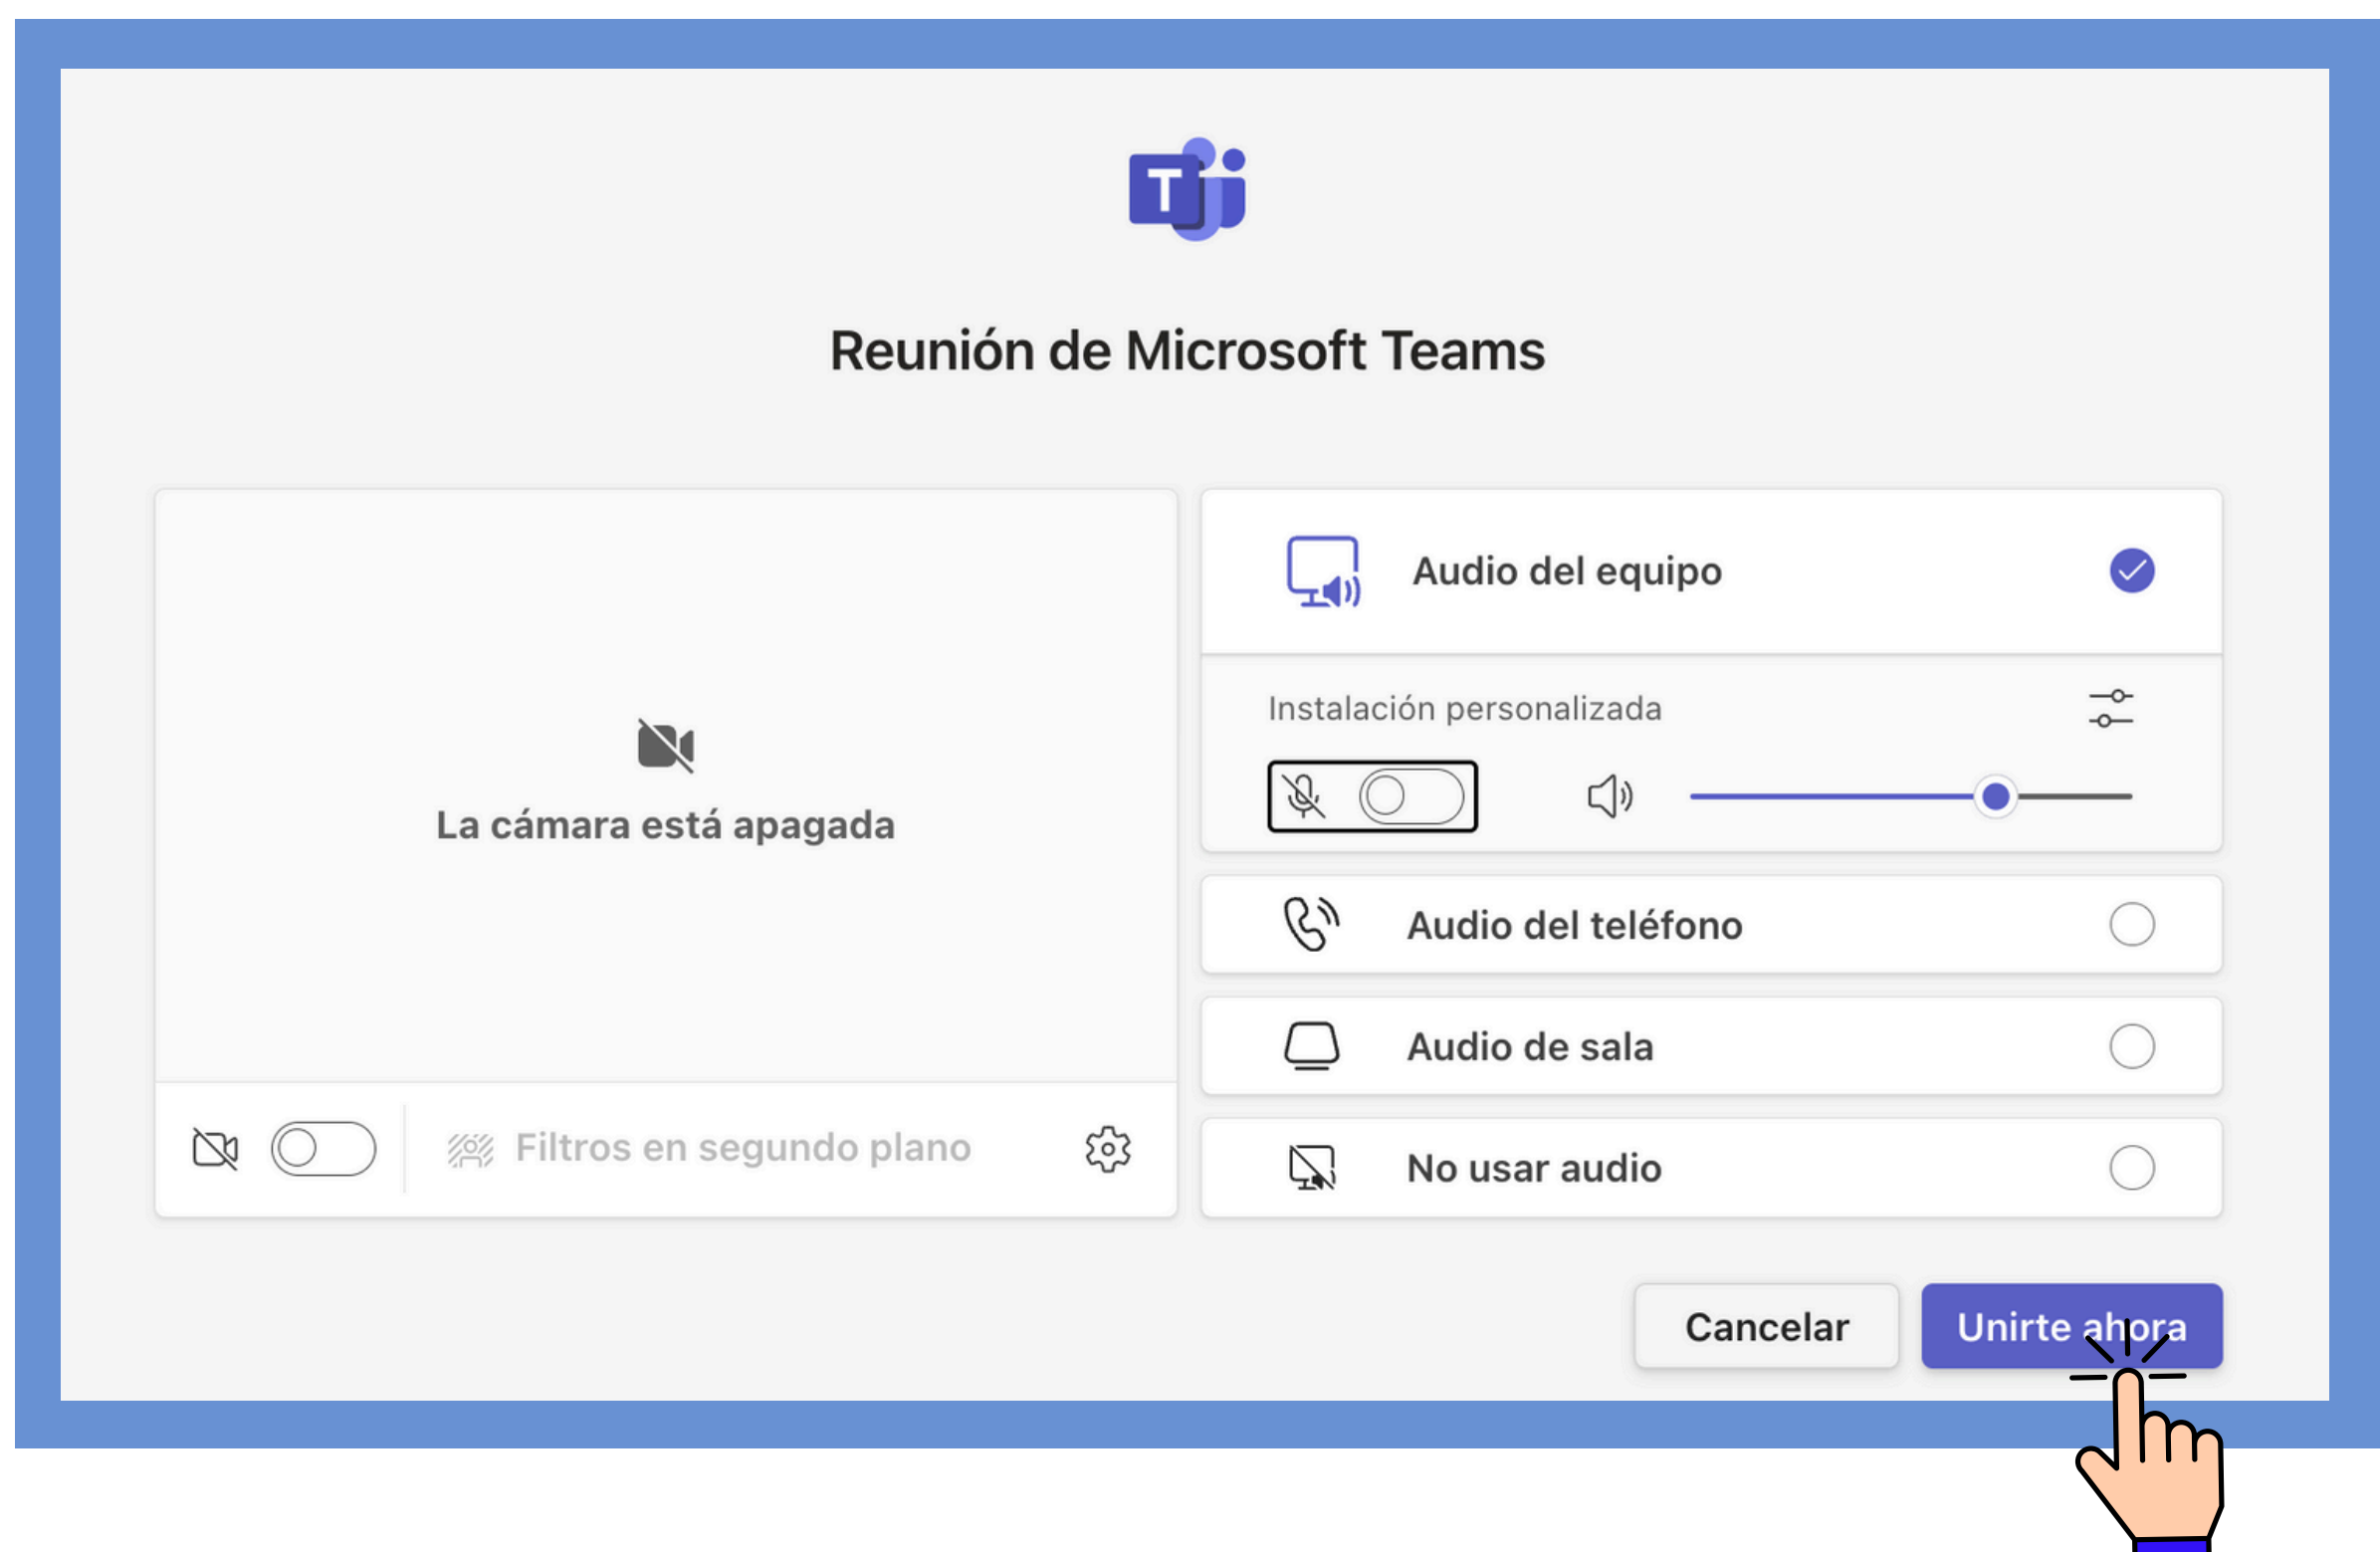 T
Reunión de Microsoft Teams
La cámara está apagada
Filtros en segundo plano
Audio del equipo
Instalación personalizada
Audio del teléfono
Audio de sala
No usar audio
Cancelar
Unirte ahora